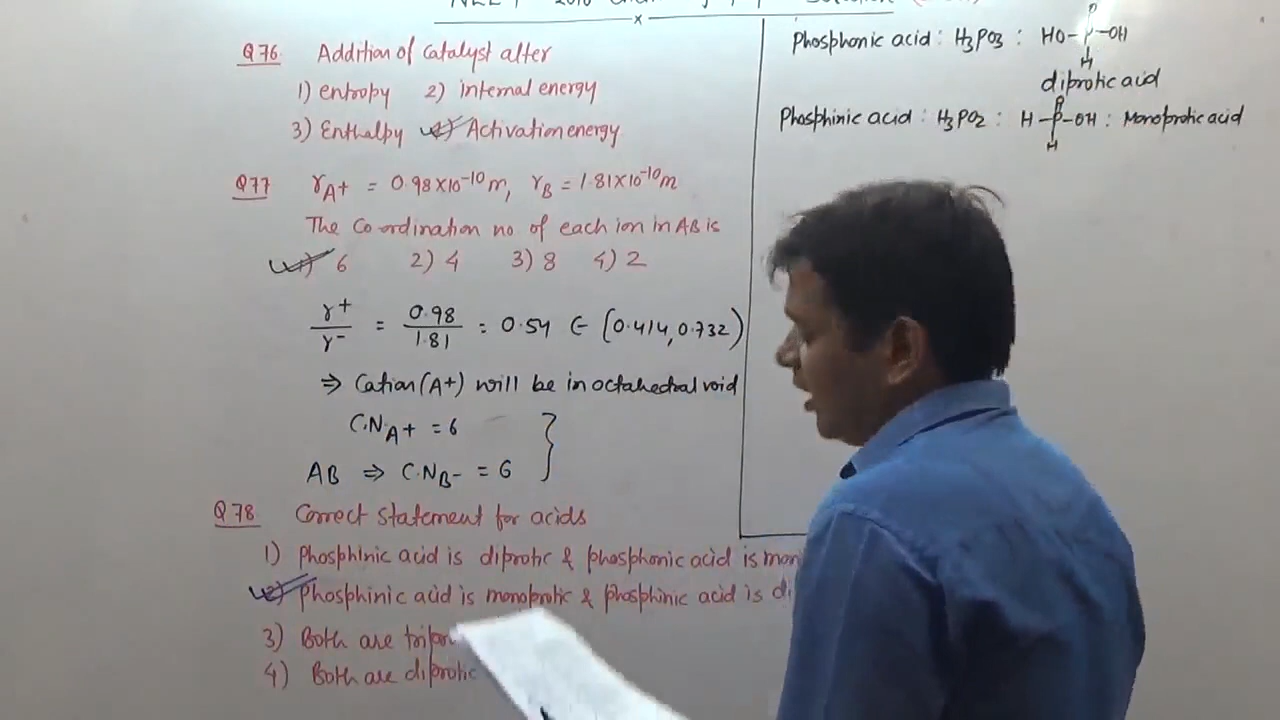 Q76 Addition of Catalyst alter
1) entropy 2) internal energy
3) Enthalpy 4) Activation energy
Q77 rA+ = 0.98×10⁻¹⁰m, rB = 1.81×10⁻¹⁰m
The Coordination no. of each ion in AB is
1) 6 2) 4 3) 8 4) 2
r+/r- = 0.98/1.81 = 0.54 ∈ (0.414, 0.732)
⇒ Cation (A+) will be in octahedral void
C.N.A+ = 6
AB ⇒ C.N.B- = 6
Q78 Correct statement for acids
1) Phosphinic acid is diprotic & phosphonic acid is mon
2) Phosphinic acid is monoprotic & phosphinic acid is di
3) Both are tripro
4) Both are diprotic
Phosphonic acid : H₃PO₃ : HO-P-OH
O
H
diprotic acid
Phosphinic acid : H₃PO₂ : H-P-OH : Monoprotic acid
O
H